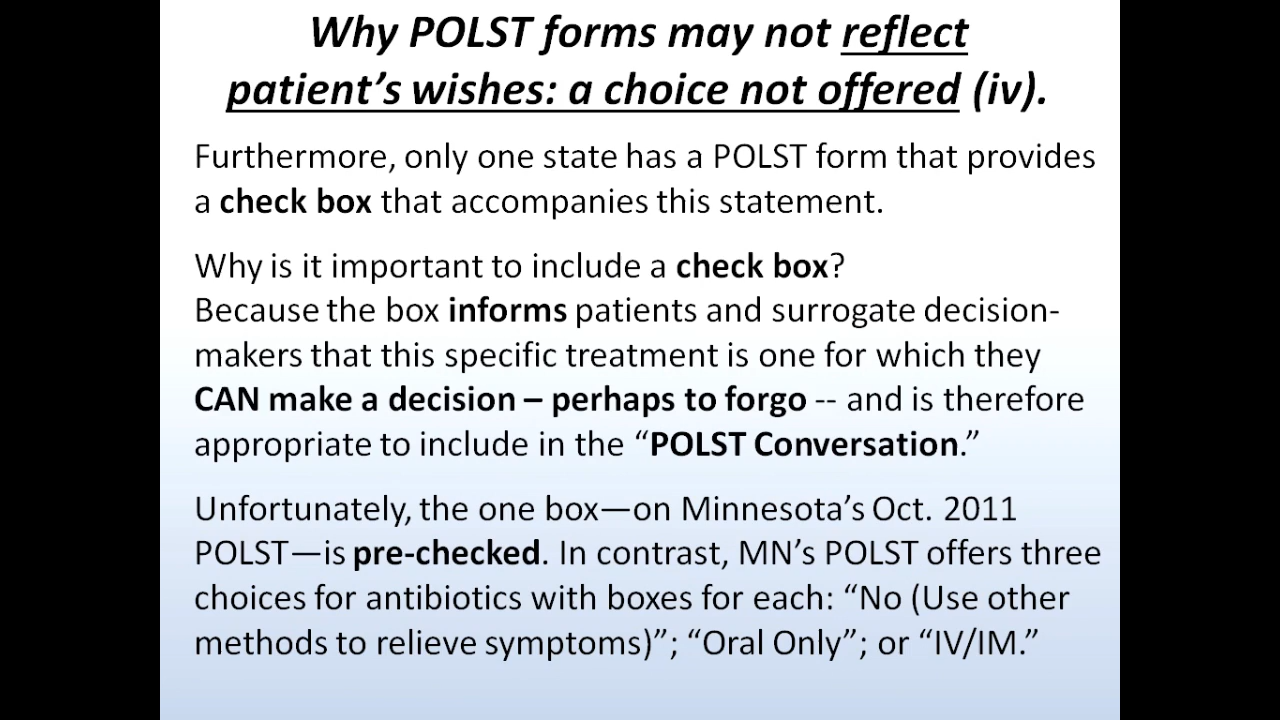 Why POLST forms may not reflect
patient’s wishes: a choice not offered (iv).
Furthermore, only one state has a POLST form that provides
a check box that accompanies this statement.
Why is it important to include a check box?
Because the box informs patients and surrogate decision-
makers that this specific treatment is one for which they
CAN make a decision – perhaps to forgo -- and is therefore
appropriate to include in the “POLST Conversation.”
Unfortunately, the one box—on Minnesota’s Oct. 2011
POLST—is pre-checked. In contrast, MN’s POLST offers three
choices for antibiotics with boxes for each: “No (Use other
methods to relieve symptoms)”; “Oral Only”; or “IV/IM.”